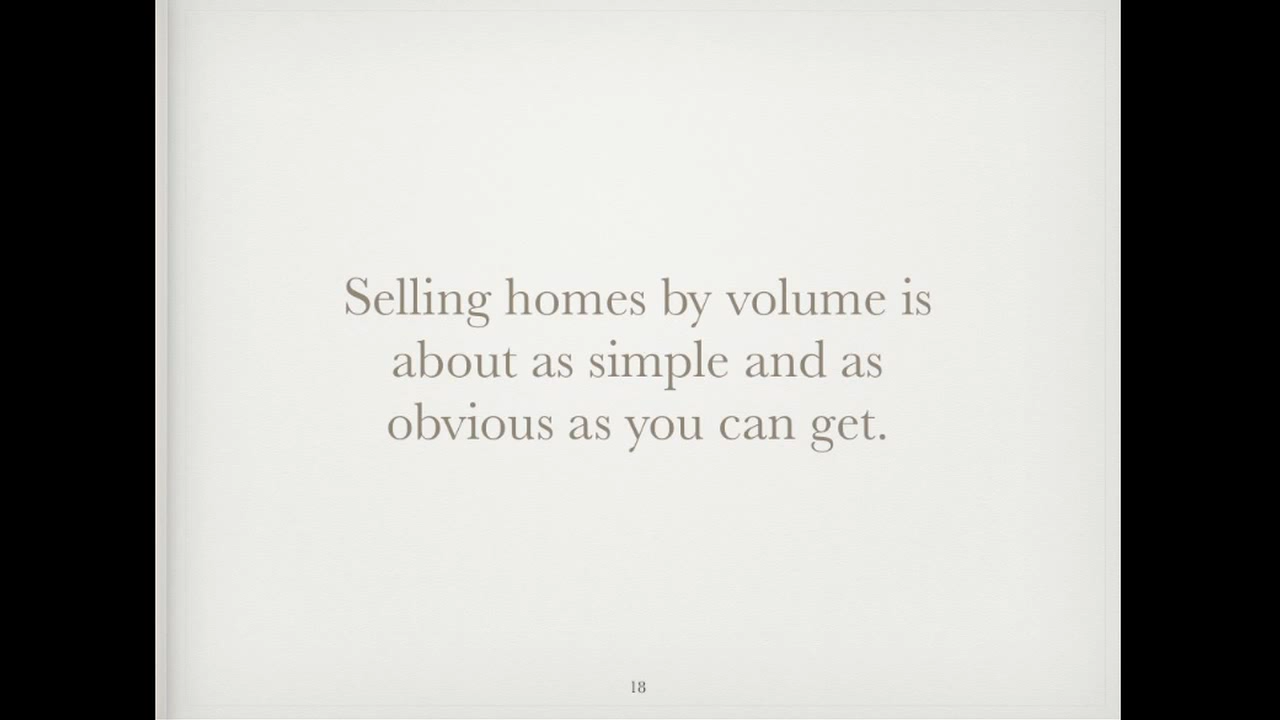 Selling homes by volume is
about as simple and as
obvious as you can get.
18